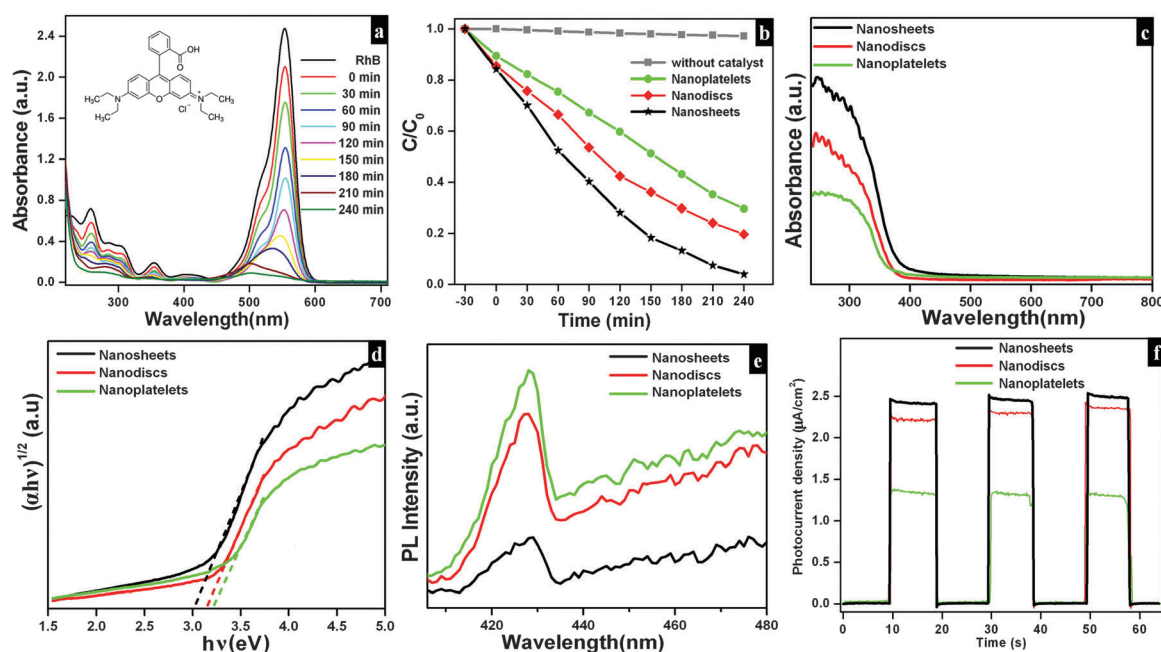 a
2.4
2.0
1.6
1.2
0.8
0.4
0.0
Absorbance (a.u.)
300
400
500
600
700
Wavelength(nm)
OH
O
H₃C
N
O
N⁺
CH₃
Cl⁻
CH₃
H₃C
RhB
0 min
30 min
60 min
90 min
120 min
150 min
180 min
210 min
240 min
b
1.0
0.8
0.6
0.4
0.2
0.0
C/C₀
-30 0 30 60 90 120 150 180 210 240
Time (min)
without catalyst
Nanoplatelets
Nanodiscs
Nanosheets
c
Nanosheets
Nanodiscs
Nanoplatelets
Absorbance (a.u.)
300 400 500 600 700 800
Wavelength(nm)
d
Nanosheets
Nanodiscs
Nanoplatelets
(αhν)^1/2 (a.u)
1.5 2.0 2.5 3.0 3.5 4.0 4.5 5.0
hν(eV)
e
Nanosheets
Nanodiscs
Nanoplatelets
PL Intensity (a.u.)
420 440 460 480
Wavelength(nm)
f
Nanosheets
Nanodiscs
Nanoplatelets
Photocurrent density (µA/cm²)
2.5
2.0
1.5
1.0
0.5
0.0
0 10 20 30 40 50 60
Time (s)